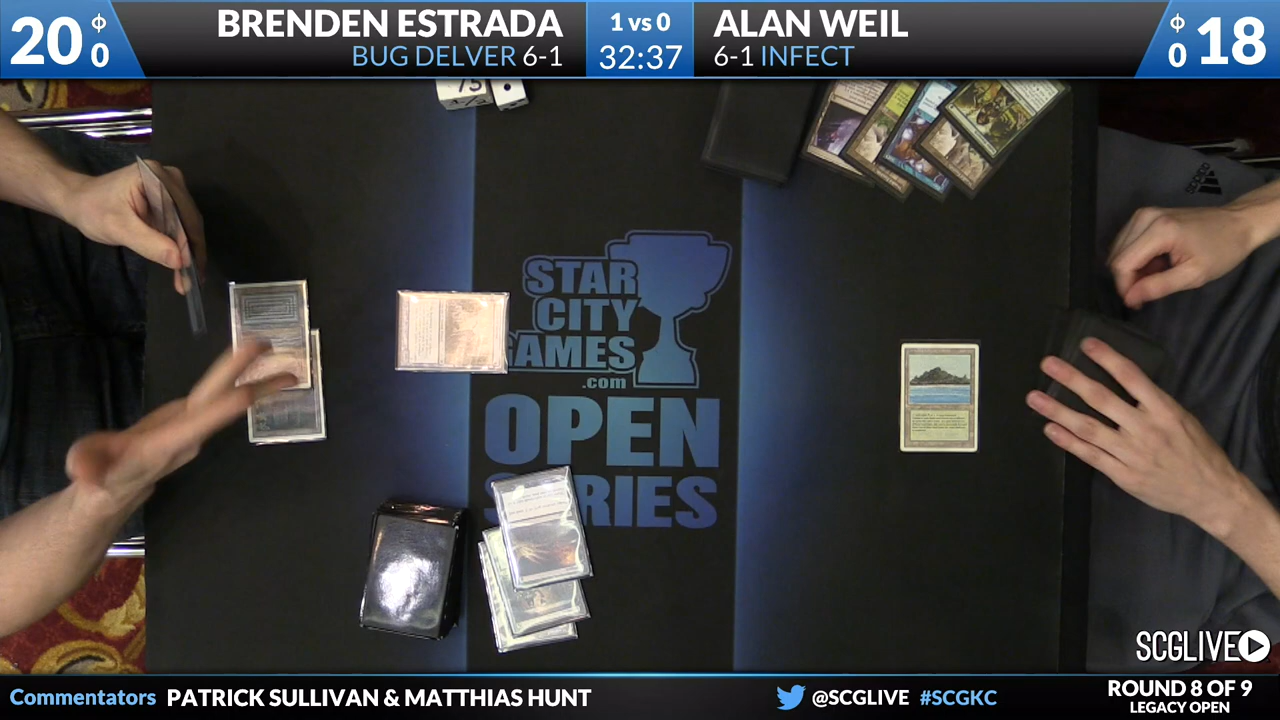 20 φ 0
BRENDEN ESTRADA
BUG DELVER 6-1
1 vs 0
32:37
ALAN WEIL
6-1 INFECT
φ 0 18
STAR
CITY
GAMES
.com
OPEN
SERIES
SCGLIVE
Commentators PATRICK SULLIVAN & MATTHIAS HUNT
@SCGLIVE #SCGKC
ROUND 8 OF 9
LEGACY OPEN